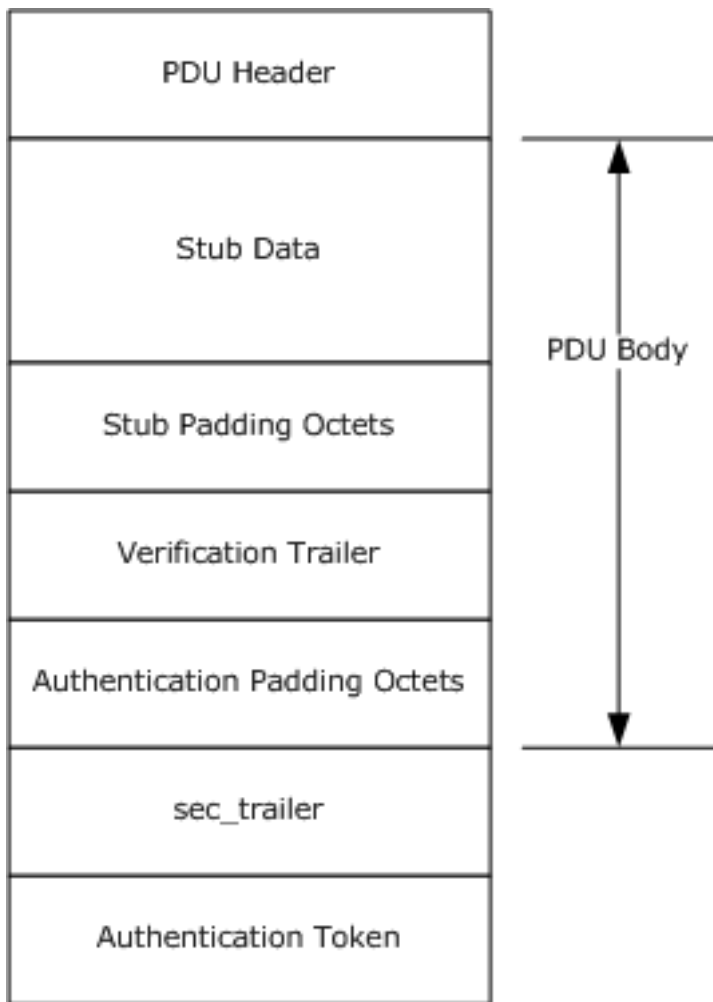 PDU Header
Stub Data
PDU Body
Stub Padding Octets
Verification Trailer
Authentication Padding Octets
sec_trailer
Authentication Token